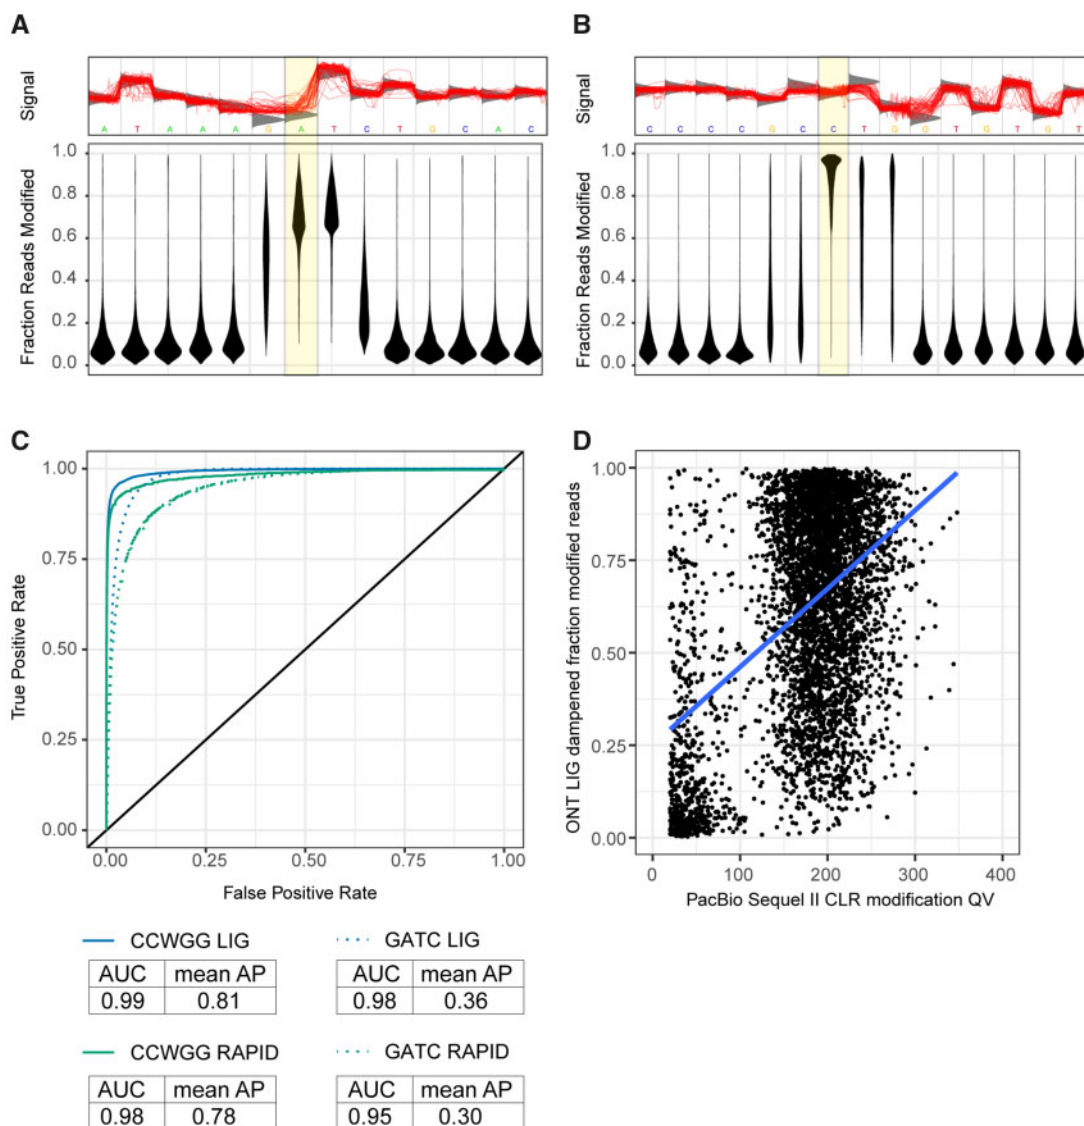 A
Signal
A T A A A G A T C T G C A C
Fraction Reads Modified
1.0
0.8
0.6
0.4
0.2
0.0
B
Signal
C C C C G C C T G G T G T G T
Fraction Reads Modified
1.0
0.8
0.6
0.4
0.2
0.0
C
True Positive Rate
1.00
0.75
0.50
0.25
0.00
0.00 0.25 0.50 0.75 1.00
False Positive Rate
CCWGG LIG
AUC mean AP
0.99 0.81
GATC LIG
AUC mean AP
0.98 0.36
CCWGG RAPID
AUC mean AP
0.98 0.78
GATC RAPID
AUC mean AP
0.95 0.30
D
ONT LIG dampened fraction modified reads
1.00
0.75
0.50
0.25
0.00
0 100 200 300 400
PacBio Sequel II CLR modification QV